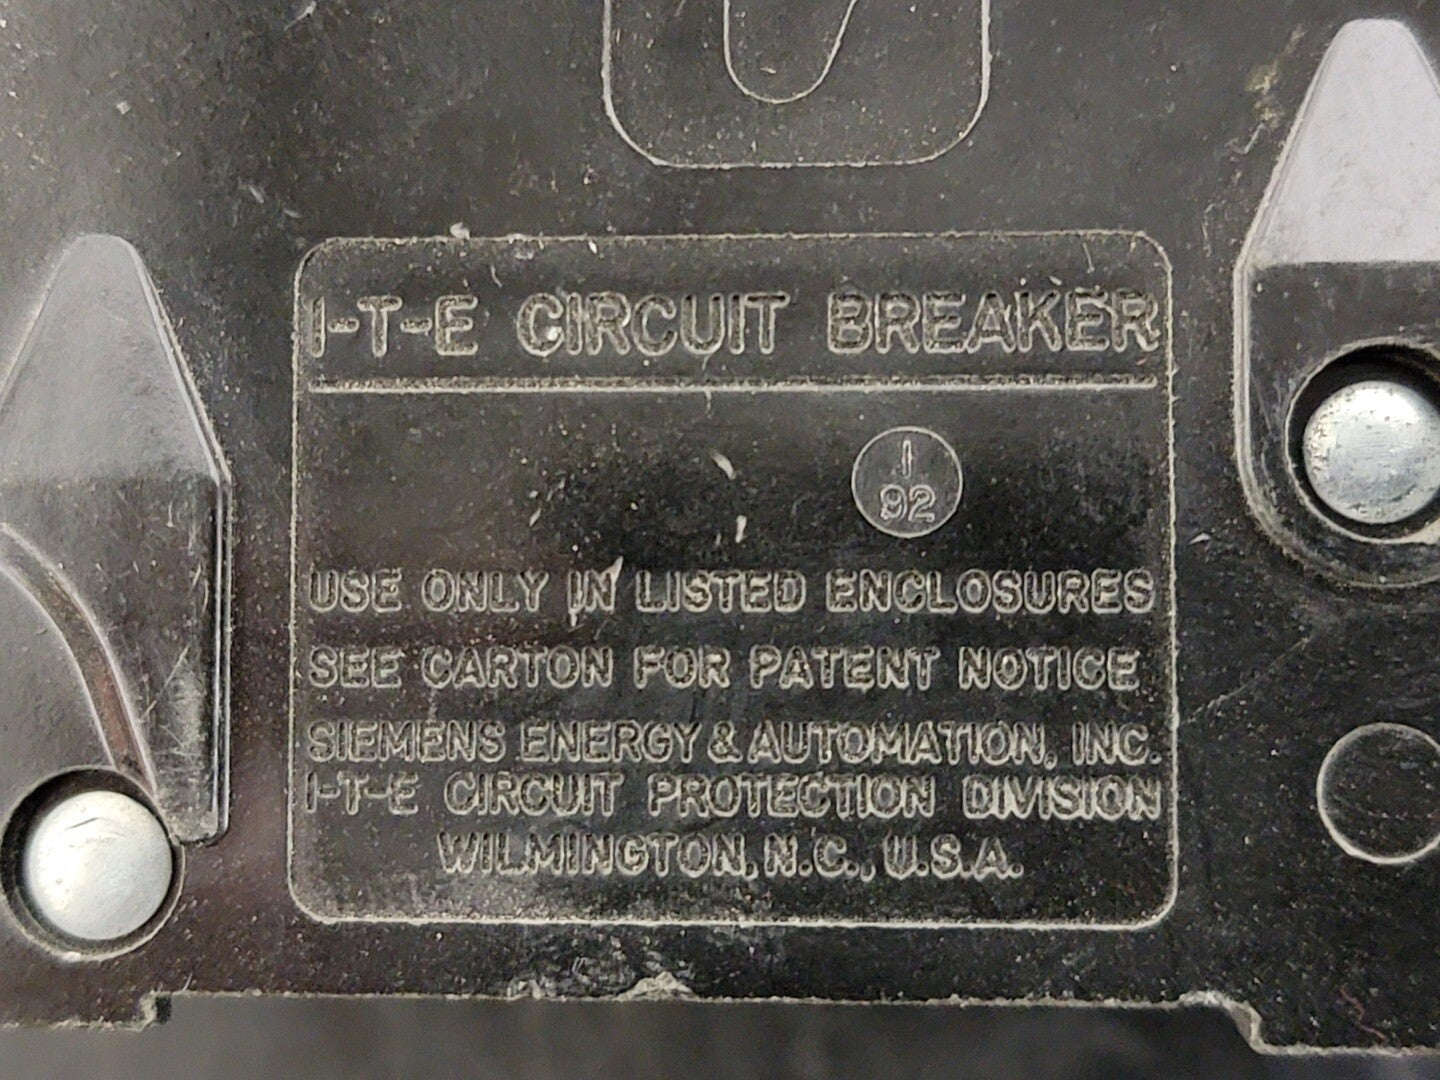 I-T-E CIRCUIT BREAKER
1
92
USE ONLY IN LISTED ENCLOSURES
SEE CARTON FOR PATENT NOTICE
SIEMENS ENERGY & AUTOMATION, INC.
I-T-E CIRCUIT PROTECTION DIVISION
WILMINGTON, N.C., U.S.A.